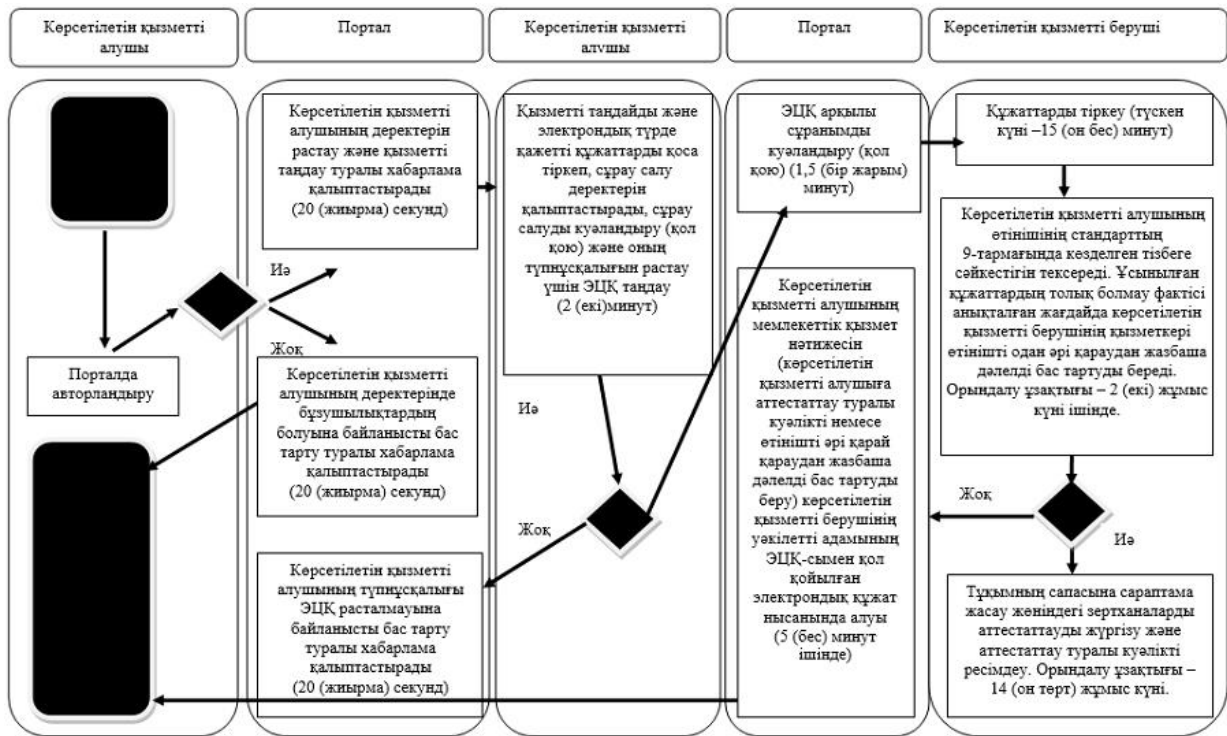 Көрсетілетін қызметті
алушы
Портал
Көрсетілетін қызметті
алушы
Портал
Көрсетілетін қызметті беруші
Порталда
авторландыру
Көрсетілетін қызметті
алушының деректерін
растау және қызметті
таңдау туралы хабарлама
қалыптастырады
(20 (жиырма) секунд)
Иә
Жоқ
Көрсетілетін қызметті
алушының деректерінде
бұзушылықтардың
болуына байланысты бас
тарту туралы хабарлама
қалыптастырады
(20 (жиырма) секунд)
Көрсетілетін қызметті
алушының түпнұсқалығы
ЭЦҚ расталмауына
байланысты бас тарту
туралы хабарлама
қалыптастырады
(20 (жиырма) секунд)
Қызметті таңдайды және
электрондық түрде
қажетті құжаттарды қоса
тіркеп, сұрау салу
деректерін
қалыптастырады, сұрау
салуды куәландыру (қол
қою) және оның
түпнұсқалығын растау
үшін ЭЦҚ таңдау
(2 (екі)минут)
Иә
Жоқ
ЭЦҚ арқылы
сұранымды
куәландыру (қол
қою) (1,5 (бір жарым)
минут)
Көрсетілетін
қызметті алушының
мемлекеттік қызмет
нәтижесін
(көрсетілетін
қызметті алушыға
аттестаттау туралы
куәлікті немесе
өтінішті әрі қарай
қараудан жазбаша
дәлелді бас тартуды
беру) көрсетілетін
қызметті берушінің
уәкілетті адамының
ЭЦҚ-сымен қол
қойылған
электрондық құжат
нысанында алуы
(5 (бес) минут
ішінде)
Құжаттарды тіркеу (түскен
күні –15 (он бес) минут)
Көрсетілетін қызметті алушының
өтінішінің стандарттың
9-тармағында көзделген тізбеге
сәйкестігін тексереді. Ұсынылған
құжаттардың толық болмау фактісі
анықталған жағдайда көрсетілетін
қызметті берушінің қызметкері
өтінішті одан әрі қараудан жазбаша
дәлелді бас тартуды береді.
Орындалу ұзақтығы – 2 (екі) жұмыс
күні ішінде.
Жоқ
Иә
Тұқымның сапасына сараптама
жасау жөніндегі зертханаларды
аттестаттауды жүргізу және
аттестаттау туралы куәлікті
ресімдеу. Орындалу ұзақтығы –
14 (он төрт) жұмыс күні.